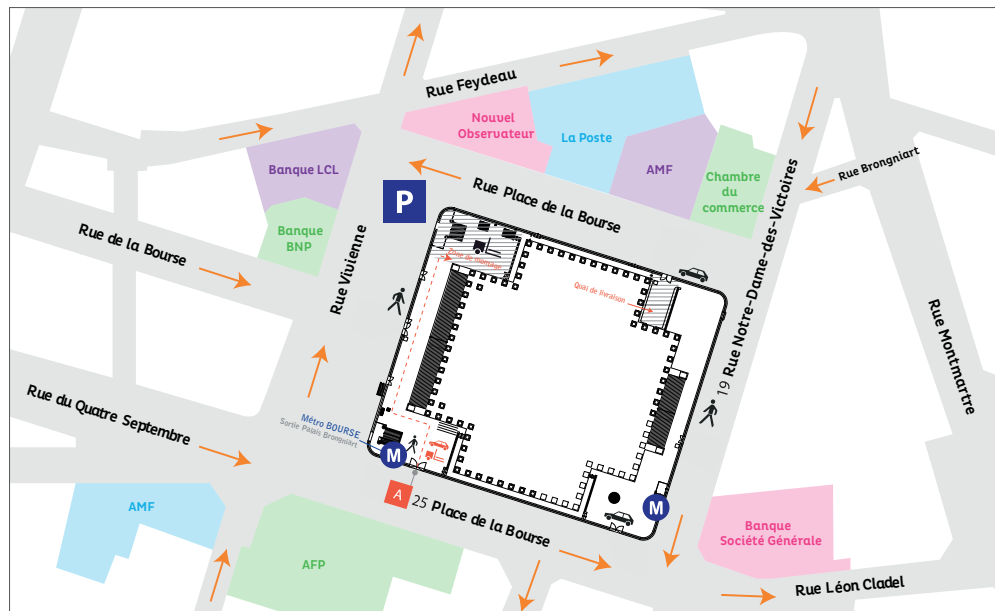 Rue Feydeau
Nouvel
Observateur
La Poste
Banque LCL
AMF
Rue Brongniart
Chambre
du
commerce
P
Rue Place de la Bourse
Banque
BNP
Rue de la Bourse
Rue Vivienne
Zone de montage
Quai de livraison
19 Rue Notre-Dame-des-Victoires
Rue Montmartre
Rue du Quatre Septembre
Métro BOURSE
Sortie Palais Brongniart
M
A
25 Place de la Bourse
M
AMF
AFP
Banque
Société Générale
Rue Léon Cladel